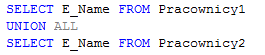 SELECT E_Name FROM Pracownicy1
UNION ALL
SELECT E_Name FROM Pracownicy2